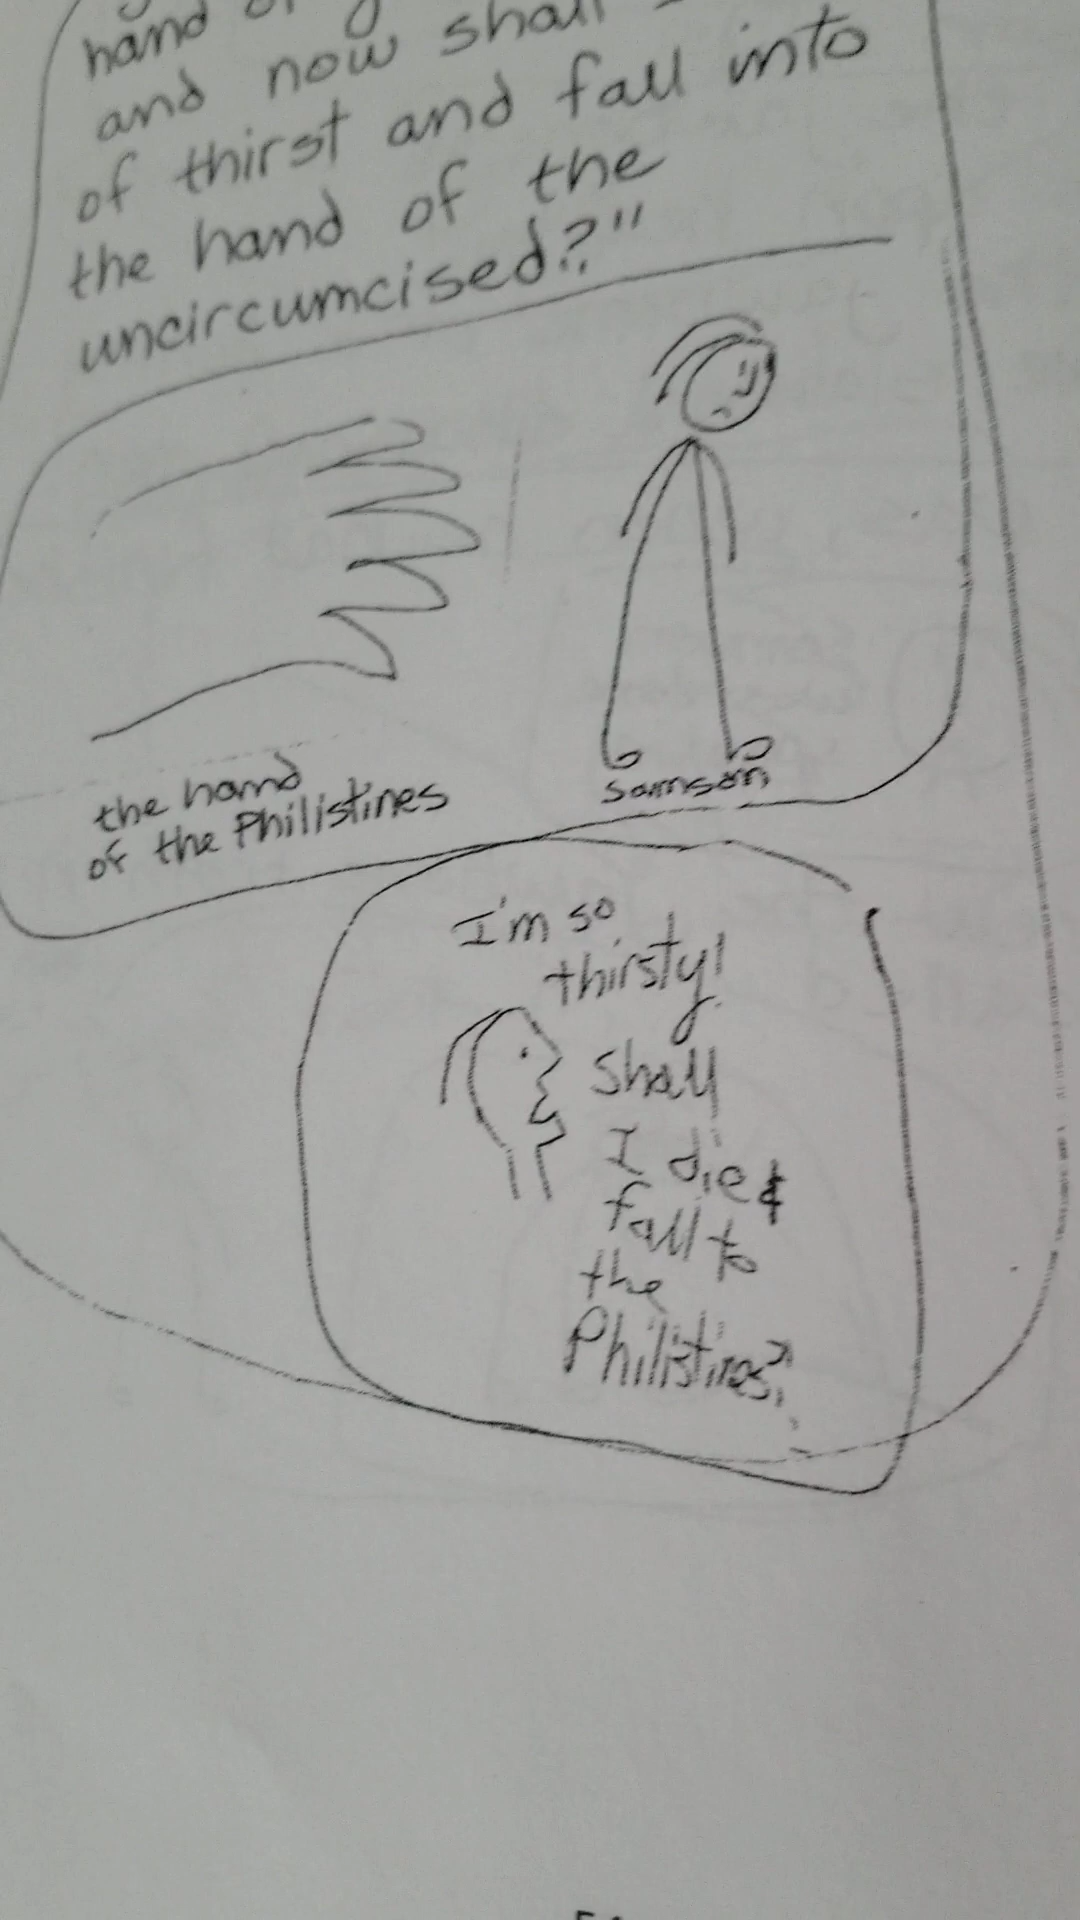 hand
and now shall
of thirst and fall into
the hand of the
uncircumcised?"
the hand
of the Philistines
Samson
I'm so
thirsty!
shall
I die &
fall to
the
Philistines?